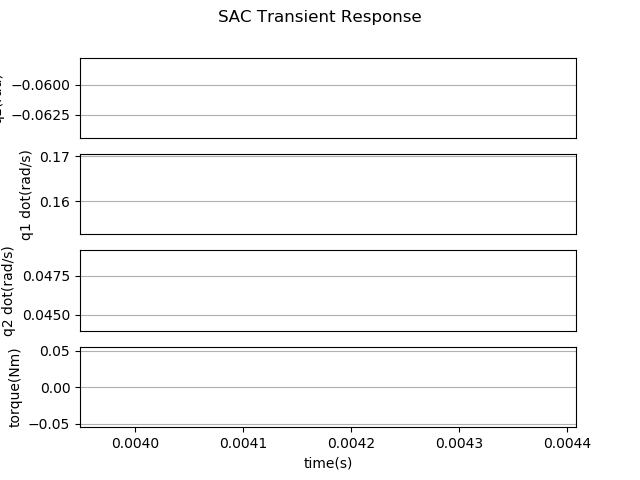 SAC Transient Response
−0.0600
−0.0625
0.17
0.16
q1 dot(rad/s)
0.0475
0.0450
q2 dot(rad/s)
0.05
0.00
−0.05
torque(Nm)
0.0040 0.0041 0.0042 0.0043 0.0044
time(s)